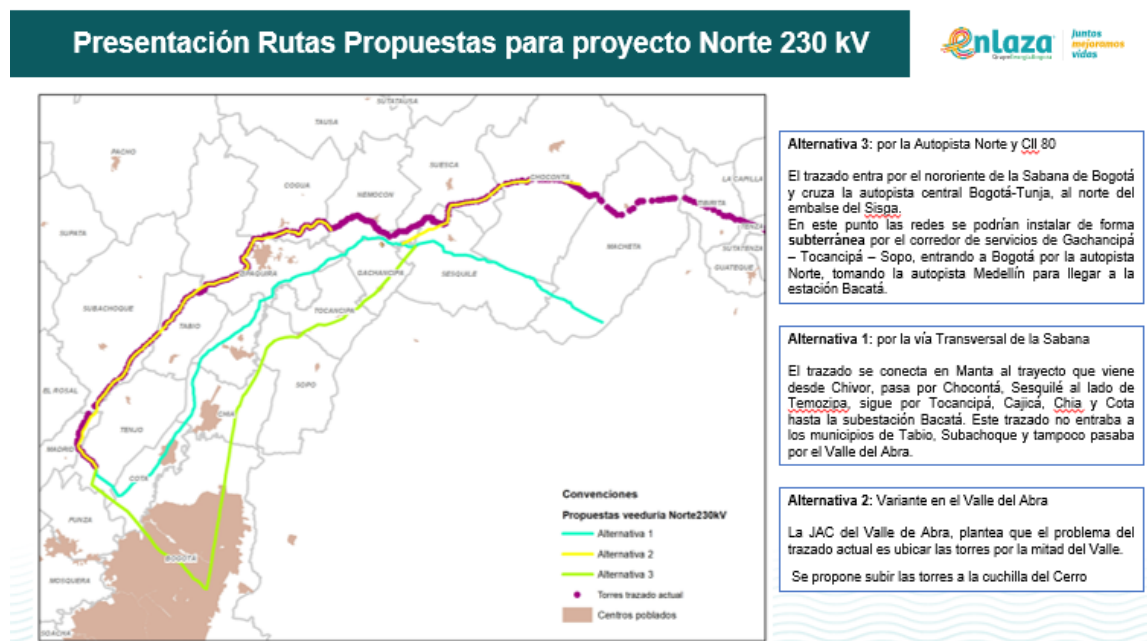 Presentación Rutas Propuestas para proyecto Norte 230 kV
enlaza
GrupoEnergíaBogotá
juntos
mejoramos
vidas
SUTATAUSA
TAUSA
PACHO
SUESCA
COGUA
NEMOCON
CHOCONTA
LA CAPILLA
TIBIRITA
SUPATA
MACHETA
SUTATENZA
GUATEQUE
GACHANCIPA
SESQUILE
SUBACHOQUE
TOCANCIPA
TABIO
SOPO
EL ROSAL
CHIA
TENJO
MADRID
COTA
FUNZA
BOGOTA
MOSQUERA
SOACHA
Convenciones
Propuestas veeduria Norte230kV
Alternativa 1
Alternativa 2
Alternativa 3
Torres trazado actual
Centros poblados
Alternativa 3: por la Autopista Norte y Cll 80
El trazado entra por el nororiente de la Sabana de Bogotá
y cruza la autopista central Bogotá-Tunja, al norte del
embalse del Sisga.
En este punto las redes se podrían instalar de forma
subterránea por el corredor de servicios de Gachancipá
– Tocancipá – Sopo, entrando a Bogotá por la autopista
Norte, tomando la autopista Medellín para llegar a la
estación Bacatá.
Alternativa 1: por la vía Transversal de la Sabana
El trazado se conecta en Manta al trayecto que viene
desde Chivor, pasa por Chocontá, Sesquilé al lado de
Temozipa, sigue por Tocancipá, Cajicá, Chia y Cota
hasta la subestación Bacatá. Este trazado no entraba a
los municipios de Tabio, Subachoque y tampoco pasaba
por el Valle del Abra.
Alternativa 2: Variante en el Valle del Abra
La JAC del Valle de Abra, plantea que el problema del
trazado actual es ubicar las torres por la mitad del Valle.
Se propone subir las torres a la cuchilla del Cerro